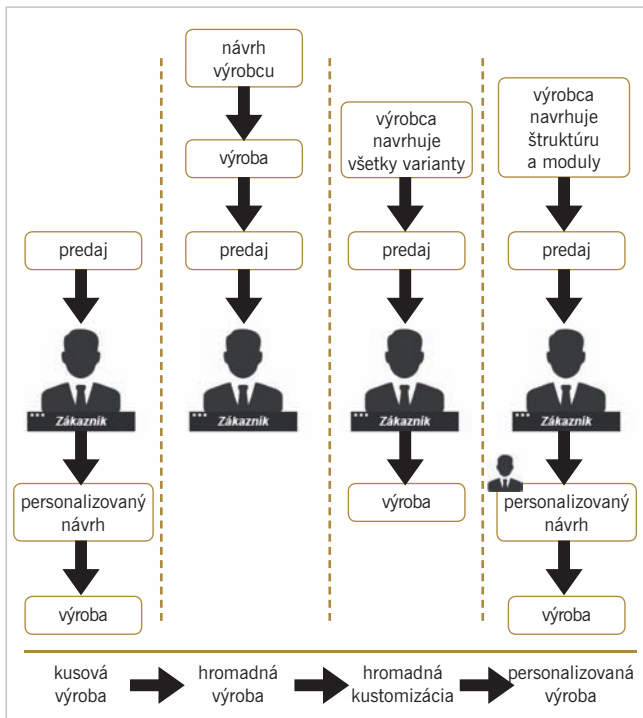 predaj
Zákazník
personalizovaný
návrh
výroba
návrh
výrobcu
výroba
predaj
Zákazník
výrobca
navrhuje
všetky varianty
predaj
Zákazník
výroba
výrobca
navrhuje
štruktúru
a moduly
predaj
Zákazník
personalizovaný
návrh
výroba
kusová
výroba
hromadná
výroba
hromadná
kustomizácia
personalizovaná
výroba